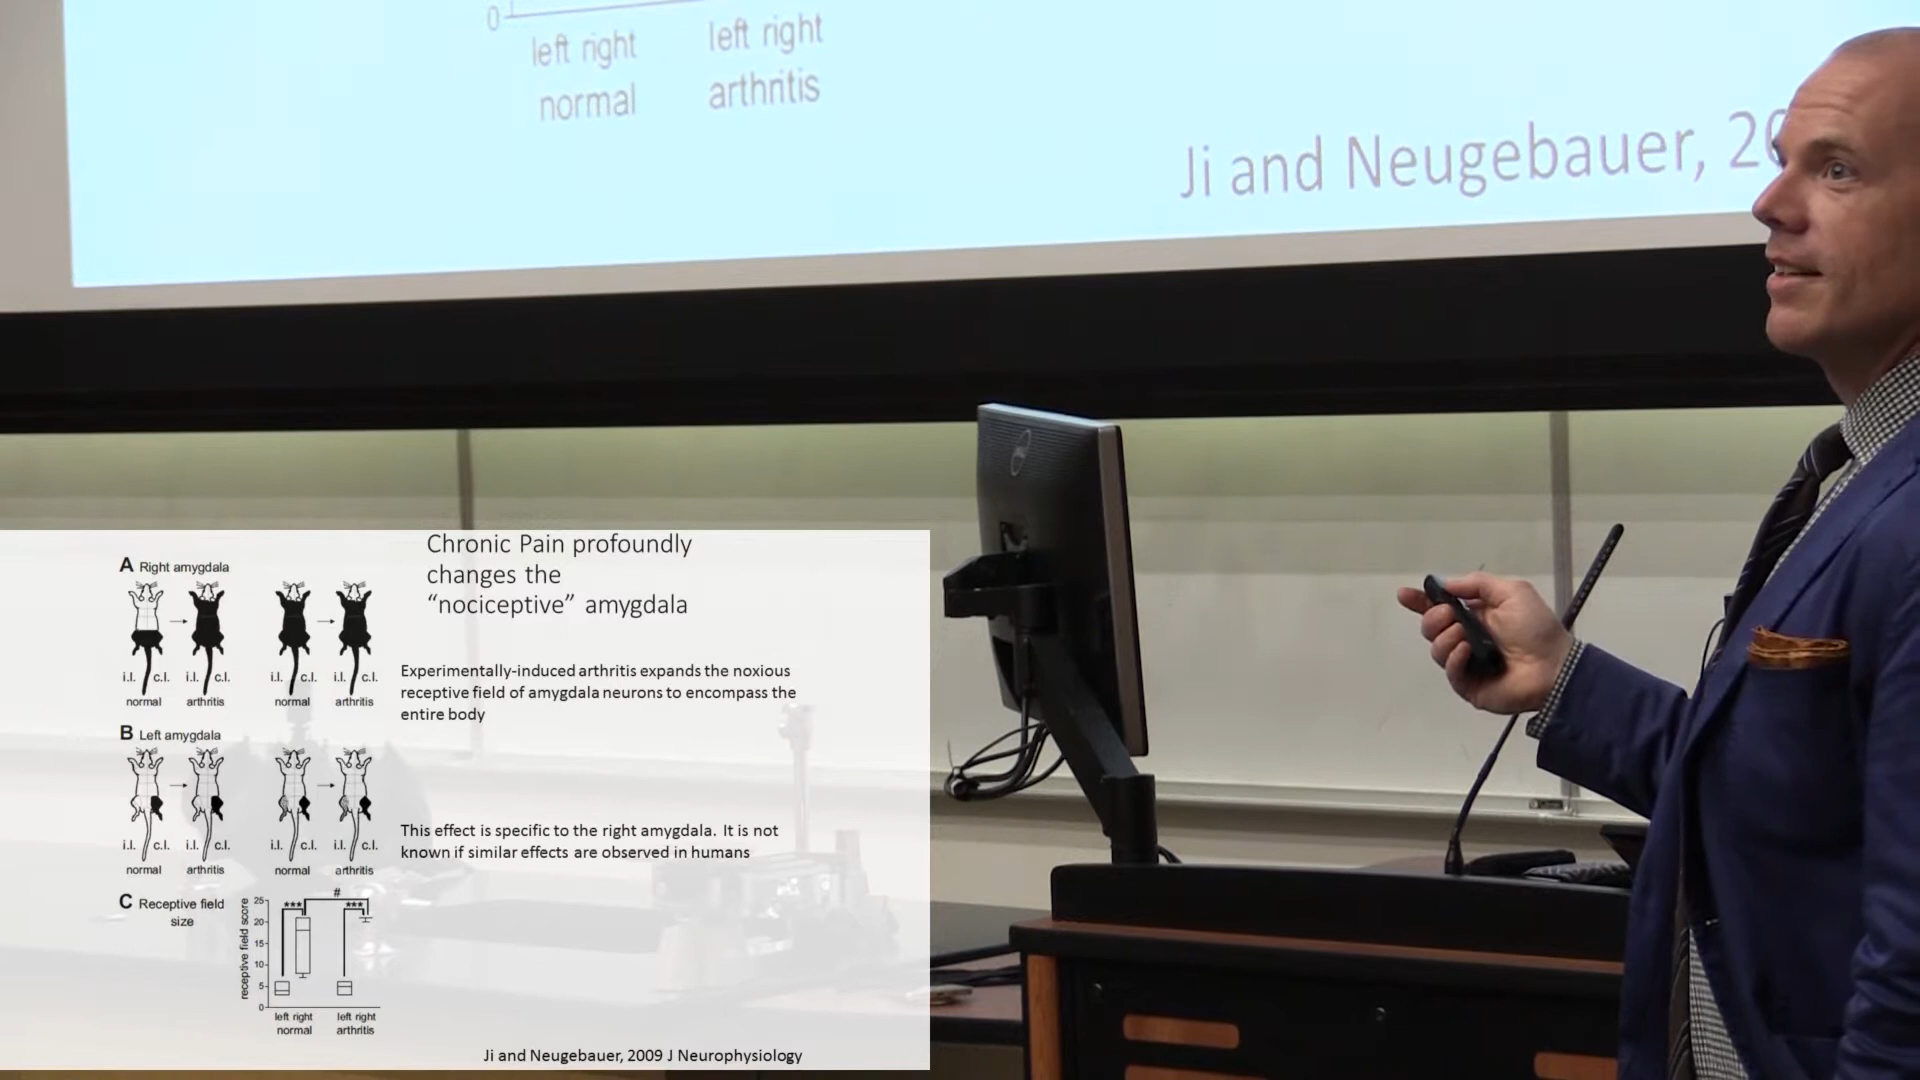 0
left right
left right
normal
arthritis
Ji and Neugebauer,
Chronic Pain profoundly
changes the
“nociceptive” amygdala
A Right amygdala
i.l. c.l. i.l. c.l. i.l. c.l. i.l. c.l.
normal arthritis normal arthritis
Experimentally-induced arthritis expands the noxious
receptive field of amygdala neurons to encompass the
entire body
B Left amygdala
i.l. c.l. i.l. c.l. i.l. c.l. i.l. c.l.
normal arthritis normal arthritis
This effect is specific to the right amygdala. It is not
known if similar effects are observed in humans
C Receptive field
size
receptive field score
#
*** ***
25
20
15
10
5
0
left right left right
normal arthritis
Ji and Neugebauer, 2009 J Neurophysiology